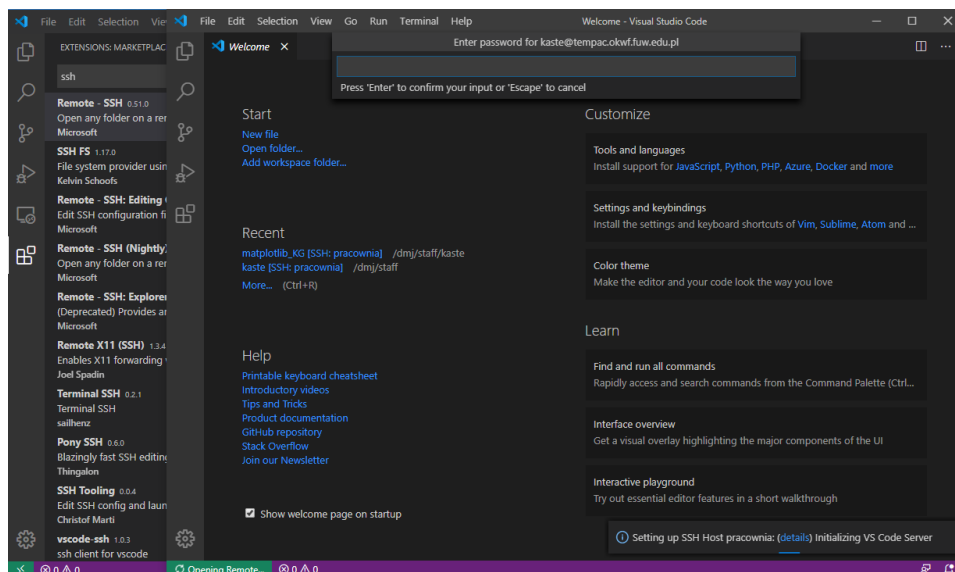 File Edit Selection Vie
EXTENSIONS: MARKETPLAC
ssh
Remote - SSH 0.51.0
Open any folder on a rer
Microsoft
SSH FS 1.17.0
File system provider usin
Kelvin Schoofs
Remote - SSH: Editing
Edit SSH configuration fi
Microsoft
Remote - SSH (Nightly)
Open any folder on a rer
Microsoft
Remote - SSH: Explorer
(Deprecated) Provides ar
Microsoft
Remote X11 (SSH) 1.3.4
Enables X11 forwarding
Joel Spadin
Terminal SSH 0.2.1
Terminal SSH
sailhenz
Pony SSH 0.6.0
Blazingly fast SSH editing
Thingalon
SSH Tooling 0.0.4
Edit SSH config and laun
Christof Marti
vscode-ssh 1.0.3
ssh client for vscode
0 0
File Edit Selection View Go Run Terminal Help Welcome - Visual Studio Code
Welcome
Enter password for kaste@tempac.okwf.fuw.edu.pl
Press 'Enter' to confirm your input or 'Escape' to cancel
Start
New file
Open folder...
Add workspace folder...
Recent
matplotlib_KG [SSH: pracownia] /dmj/staff/kaste
kaste [SSH: pracownia] /dmj/staff
More... (Ctrl+R)
Help
Printable keyboard cheatsheet
Introductory videos
Tips and Tricks
Product documentation
GitHub repository
Stack Overflow
Join our Newsletter
Show welcome page on startup
Customize
Tools and languages
Install support for JavaScript, Python, PHP, Azure, Docker and more
Settings and keybindings
Install the settings and keyboard shortcuts of Vim, Sublime, Atom and ...
Color theme
Make the editor and your code look the way you love
Learn
Find and run all commands
Rapidly access and search commands from the Command Palette (Ctrl...
Interface overview
Get a visual overlay highlighting the major components of the UI
Interactive playground
Try out essential editor features in a short walkthrough
Setting up SSH Host pracownia: (details) Initializing VS Code Server
Opening Remote... 0 0